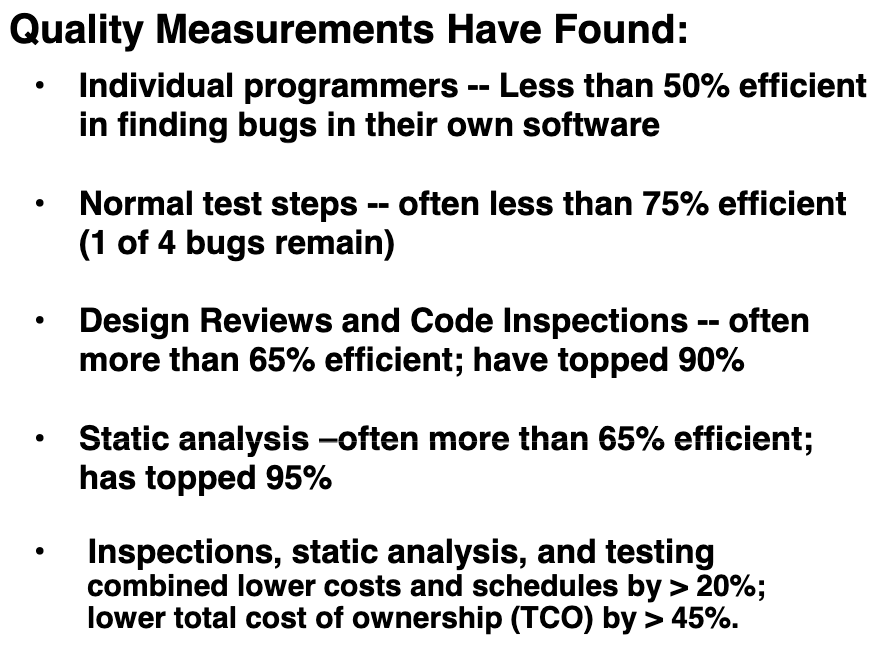 Quality Measurements Have Found:
• Individual programmers -- Less than 50% efficient
in finding bugs in their own software
• Normal test steps -- often less than 75% efficient
(1 of 4 bugs remain)
• Design Reviews and Code Inspections -- often
more than 65% efficient; have topped 90%
• Static analysis –often more than 65% efficient;
has topped 95%
• Inspections, static analysis, and testing
combined lower costs and schedules by > 20%;
lower total cost of ownership (TCO) by > 45%.